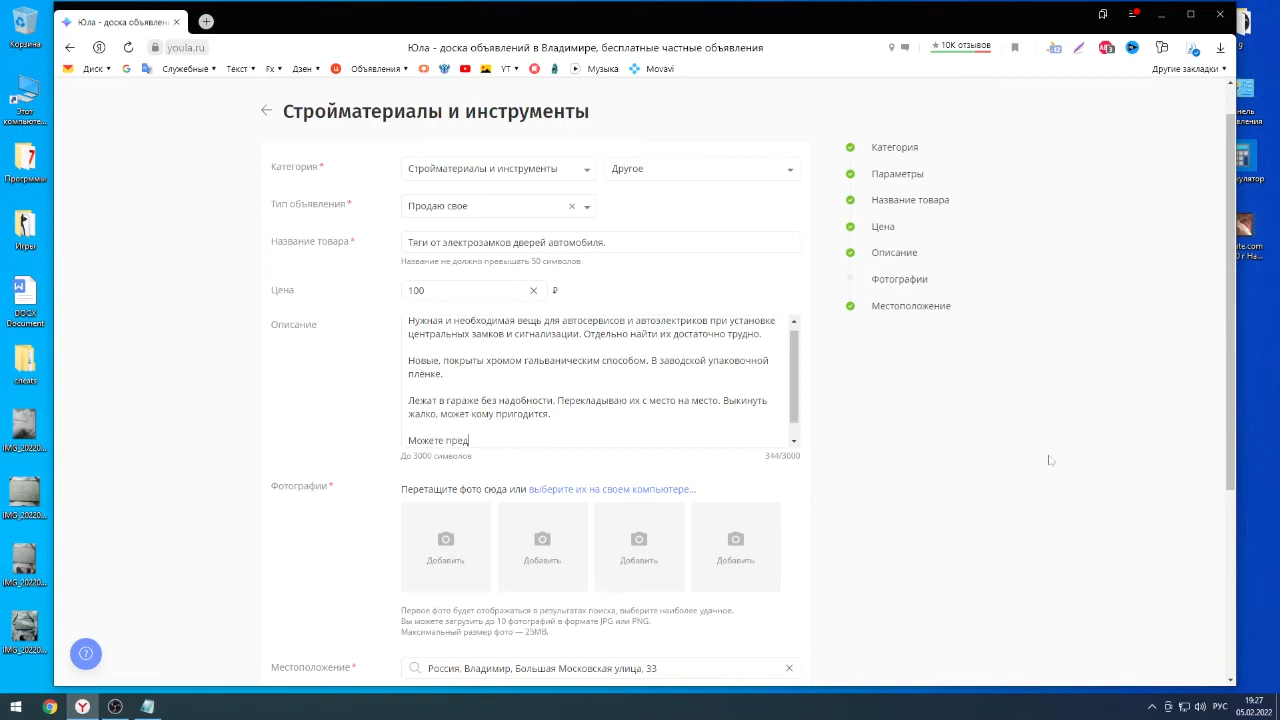 Корзина
Этот компьюте...
Прогрммы
Игры
DOCX Document
cheats
IMG_20220...
IMG_20220...
IMG_20220...
IMG_20220...
Юла - доска объявлен
youla.ru
Юла - доска объявлений в Владимире, бесплатные частные объявления
10K отзывов
Диск
Служебные
Текст
Fx
Дзен
Объявления
YT
Музыка
Movavi
Другие закладки
Стройматериалы и инструменты
Категория*
Стройматериалы и инструменты
Другое
Тип объявления*
Продаю свое
Название товара*
Тяги от электрозамков дверей автомобиля.
Название не должно превышать 50 символов
Цена
100
₽
Описание
Нужная и необходимая вещь для автосервисов и автоэлектриков при установке
центральных замков и сигнализации. Отдельно найти их достаточно трудно.
Новые, покрыты хромом гальваническим способом. В заводской упаковочной
плёнке.
Лежат в гараже без надобности. Перекладываю их с место на место. Выкинуть
жалко, может кому пригодится.
Можете пред
До 3000 символов
344/3000
Фотографии*
Перетащите фото сюда или выберите их на своем компьютере...
Добавить
Добавить
Добавить
Добавить
Первое фото будет отображаться в результатах поиска, выберите наиболее удачное.
Вы можете загрузить до 10 фотографий в формате JPG или PNG.
Максимальный размер фото — 25MB.
Местоположение*
Россия, Владимир, Большая Московская улица, 33
Категория
Параметры
Название товара
Цена
Описание
Фотографии
Местоположение
РУС
19:27
05.02.2022